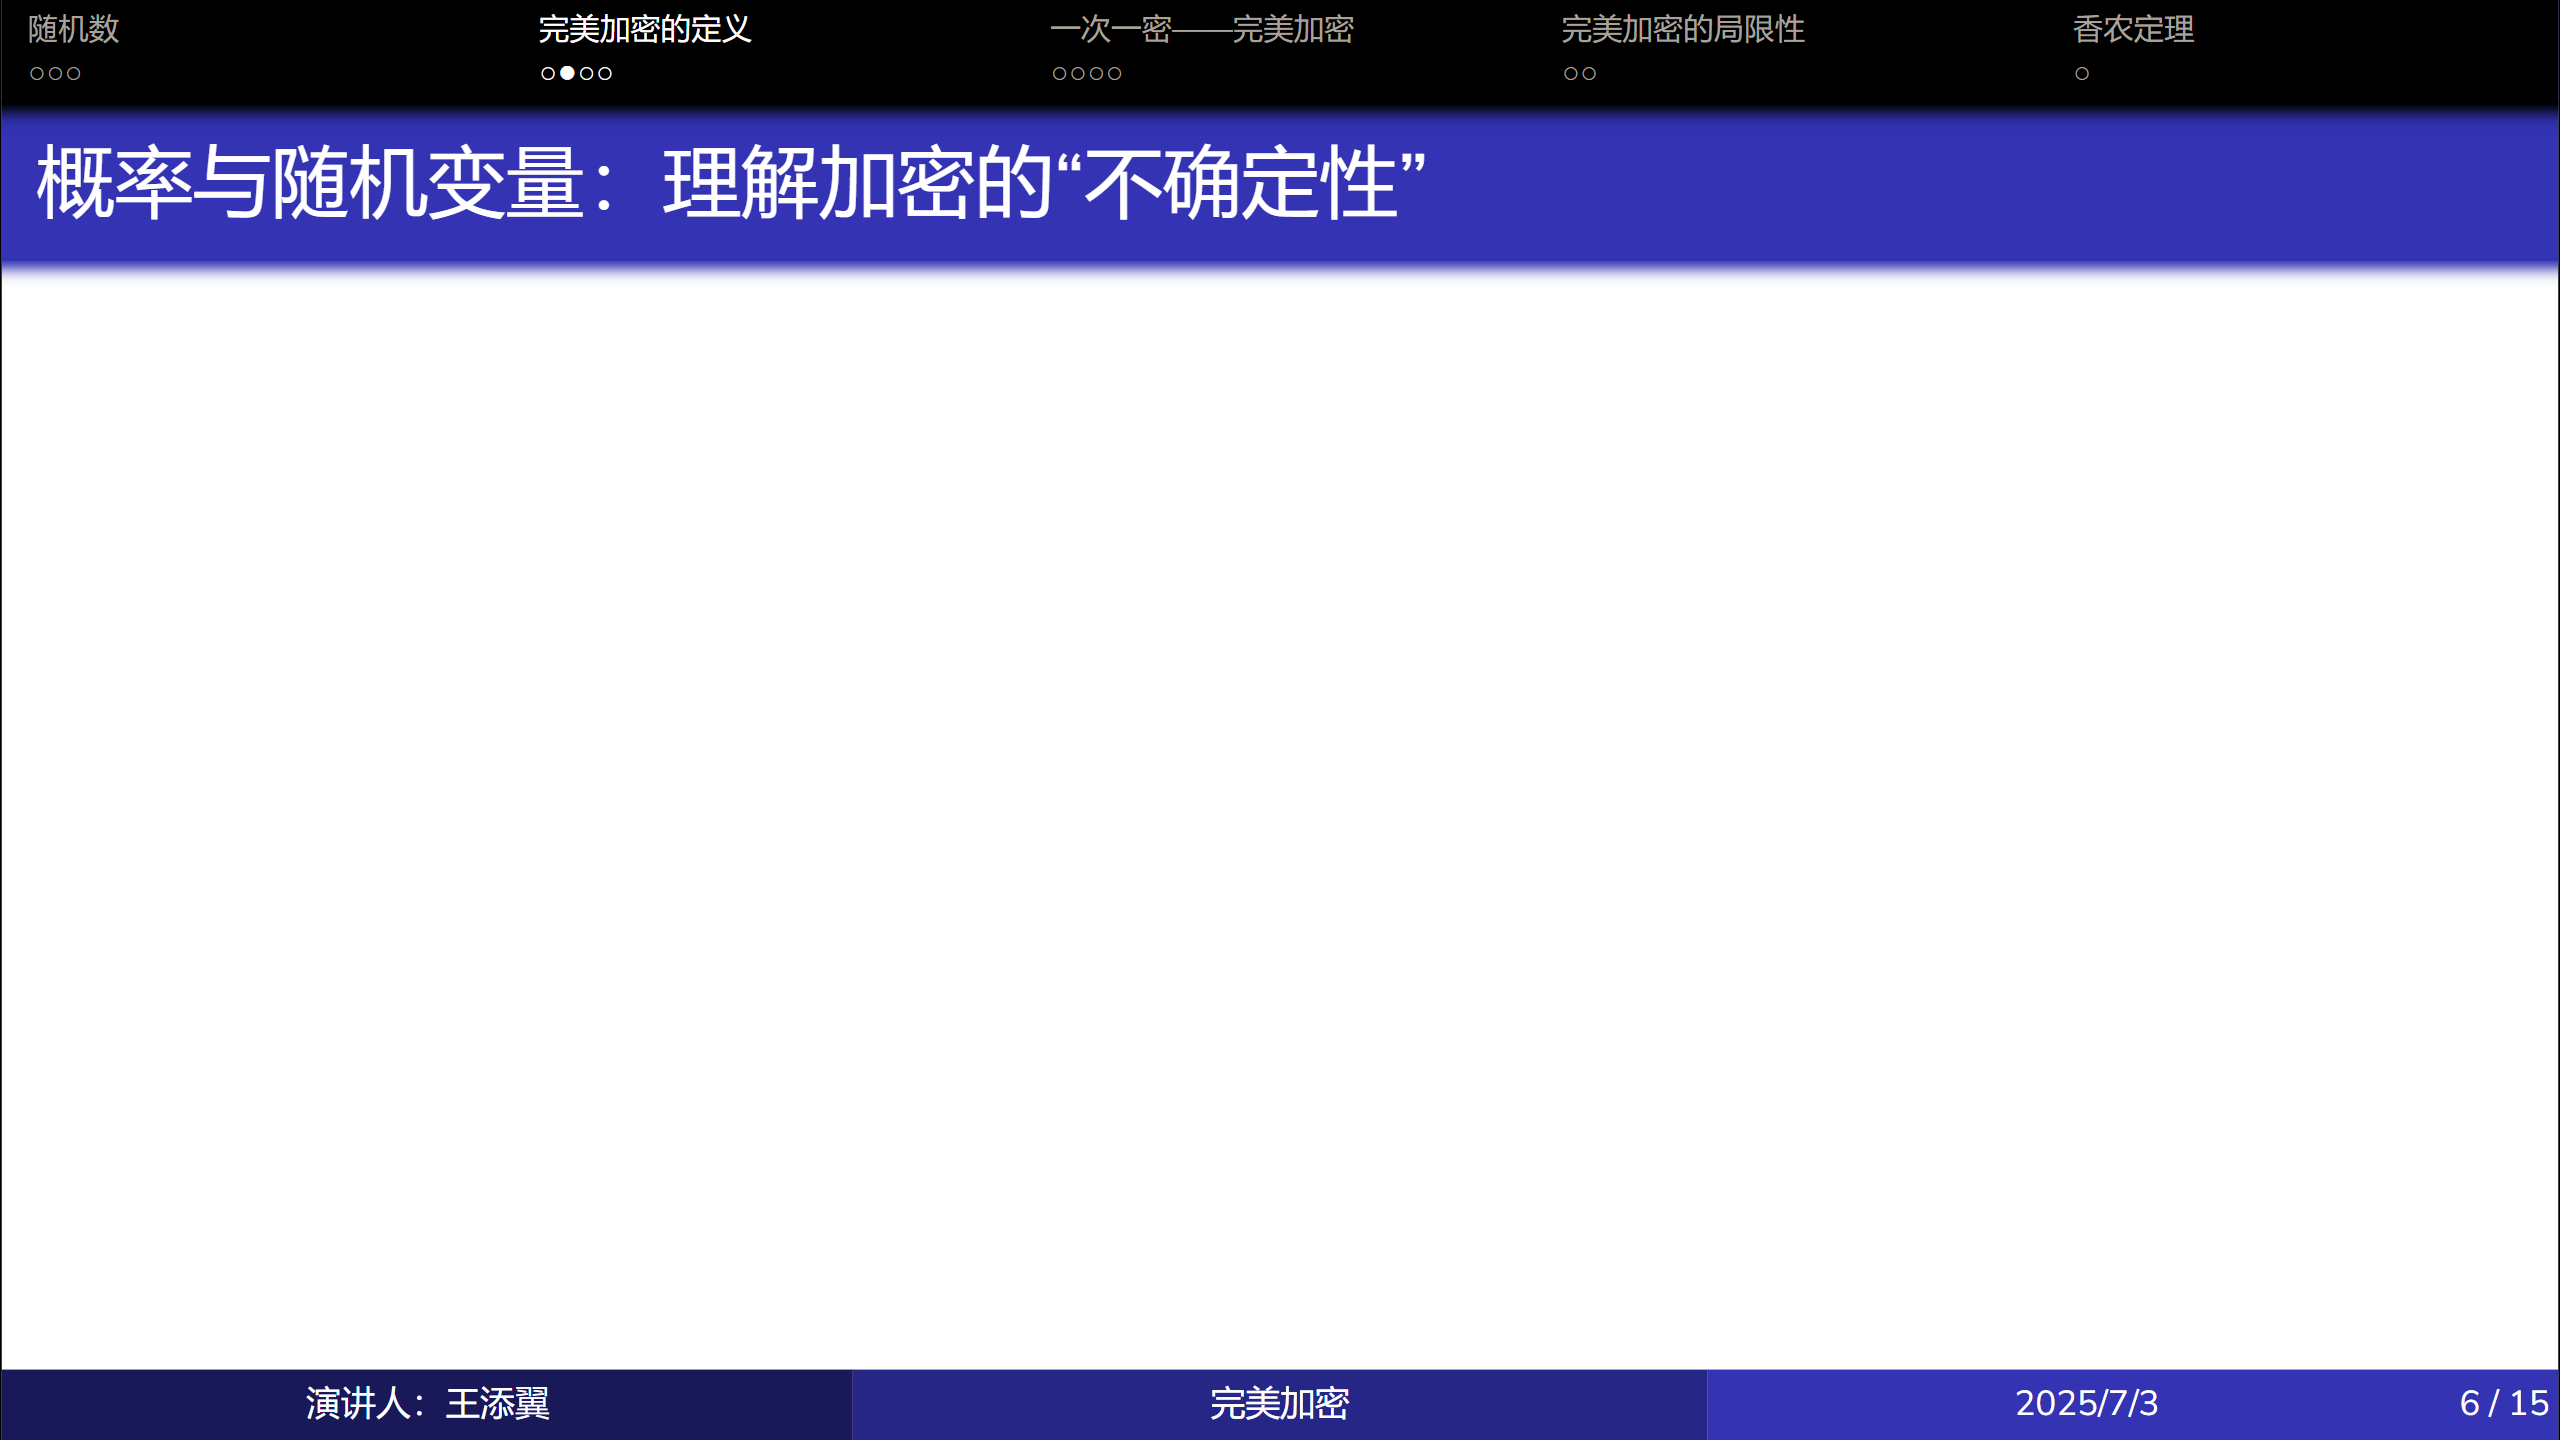 随机数
完美加密的定义
一次一密——完美加密
完美加密的局限性
香农定理
概率与随机变量：理解加密的“不确定性”
演讲人：王添翼
完美加密
2025/7/3
6 / 15